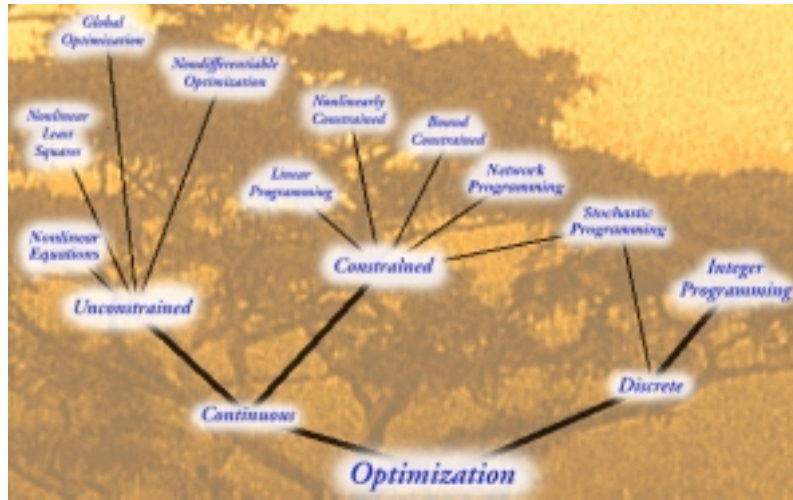 Global
Optimization
Nondifferentiable
Optimization
Nonlinear
Least
Squares
Nonlinearly
Constrained
Bound
Constrained
Linear
Programming
Network
Programming
Stochastic
Programming
Nonlinear
Equations
Constrained
Integer
Programming
Unconstrained
Discrete
Continuous
Optimization